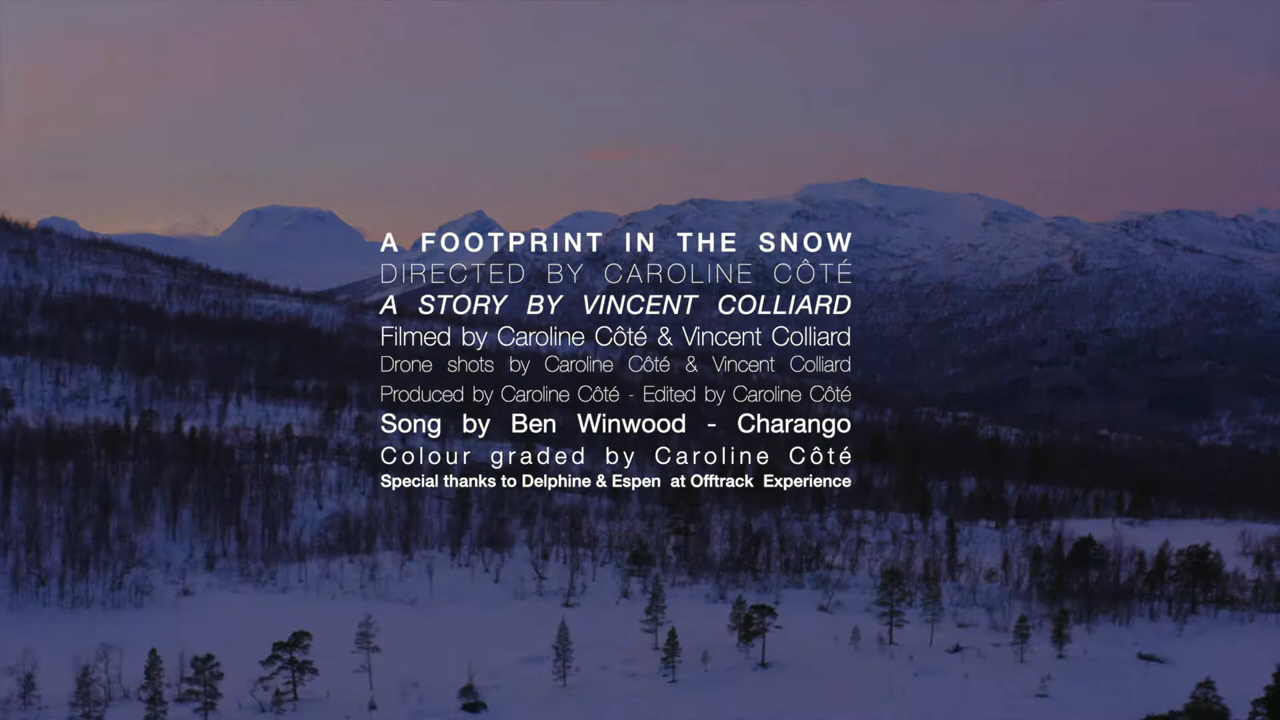 A FOOTPRINT IN THE SNOW
DIRECTED BY CAROLINE CÔTÉ
A STORY BY VINCENT COLLIARD
Filmed by Caroline Côté & Vincent Colliard
Drone shots by Caroline Côté & Vincent Colliard
Produced by Caroline Côté - Edited by Caroline Côté
Song by Ben Winwood - Charango
Colour graded by Caroline Côté
Special thanks to Delphine & Espen at Offtrack Experience